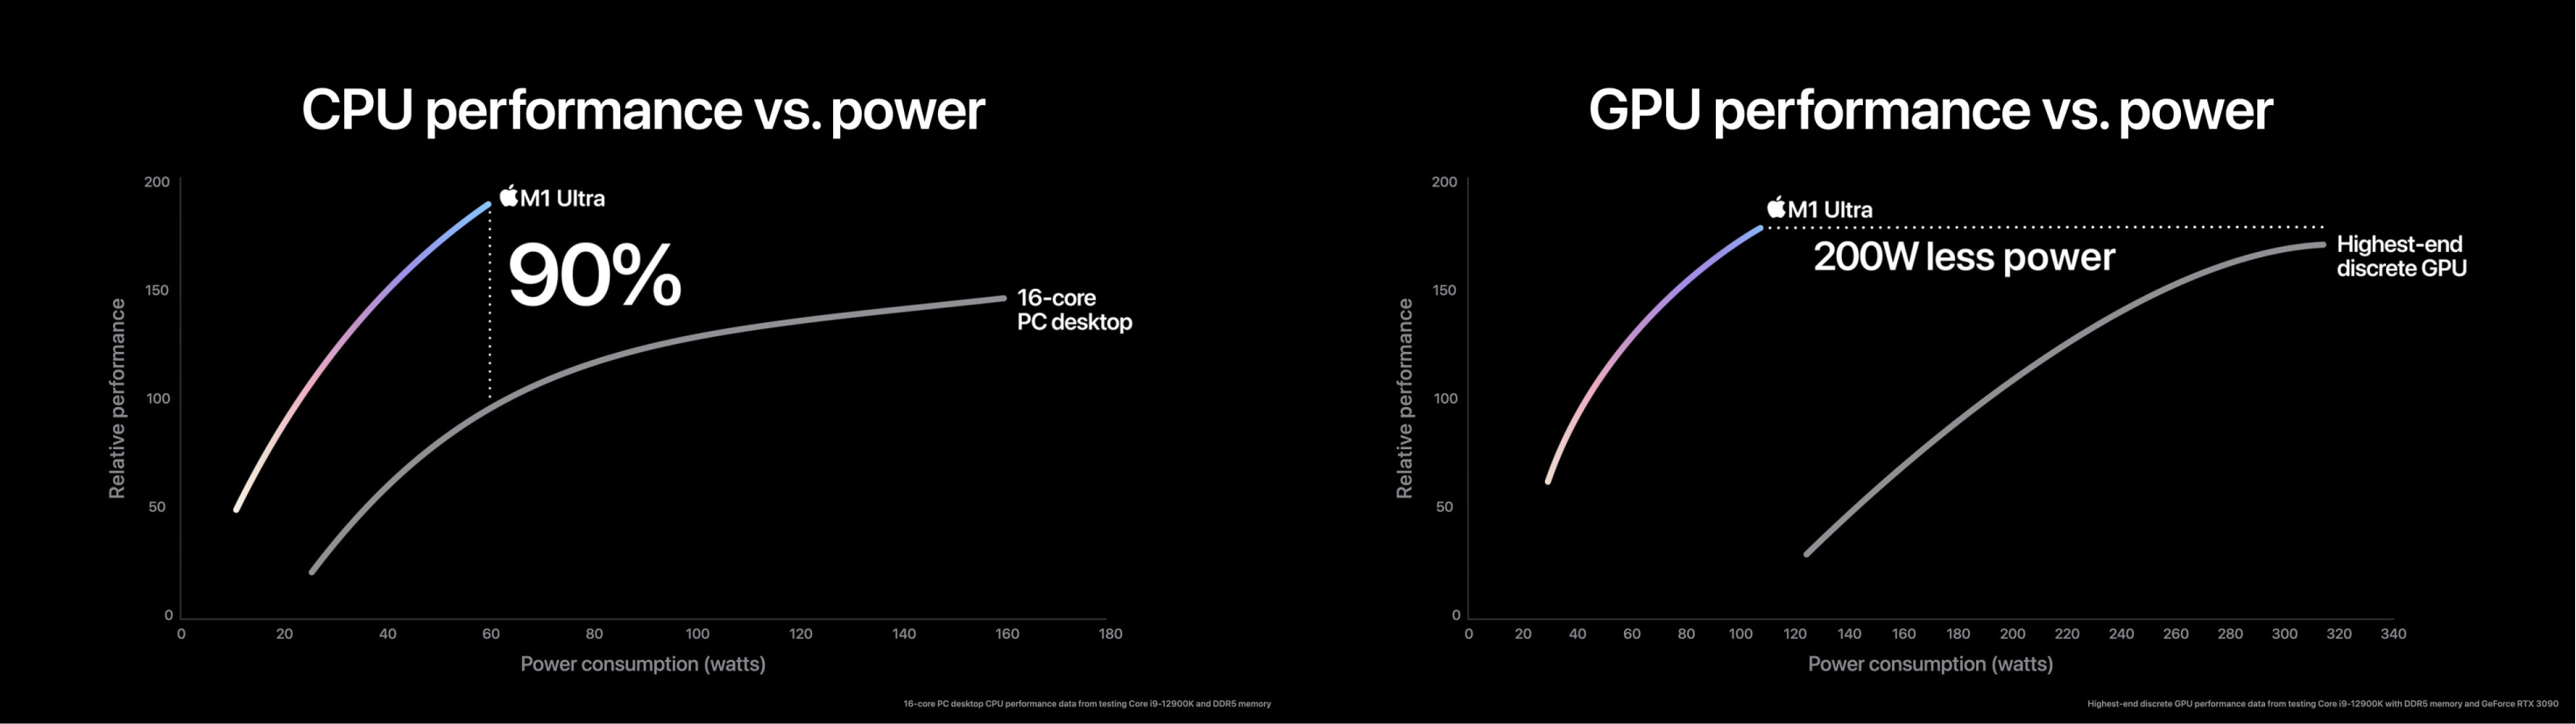 CPU performance vs. power
200
150
100
50
0
Relative performance
M1 Ultra
90%
16-core
PC desktop
0 20 40 60 80 100 120 140 160 180
Power consumption (watts)
16-core PC desktop CPU performance data from testing Core i9-12900K and DDR5 memory
GPU performance vs. power
200
150
100
50
0
Relative performance
M1 Ultra
200W less power
Highest-end
discrete GPU
0 20 40 60 80 100 120 140 160 180 200 220 240 260 280 300 320 340
Power consumption (watts)
Highest-end discrete GPU performance data from testing Core i9-12900K with DDR5 memory and GeForce RTX 3090